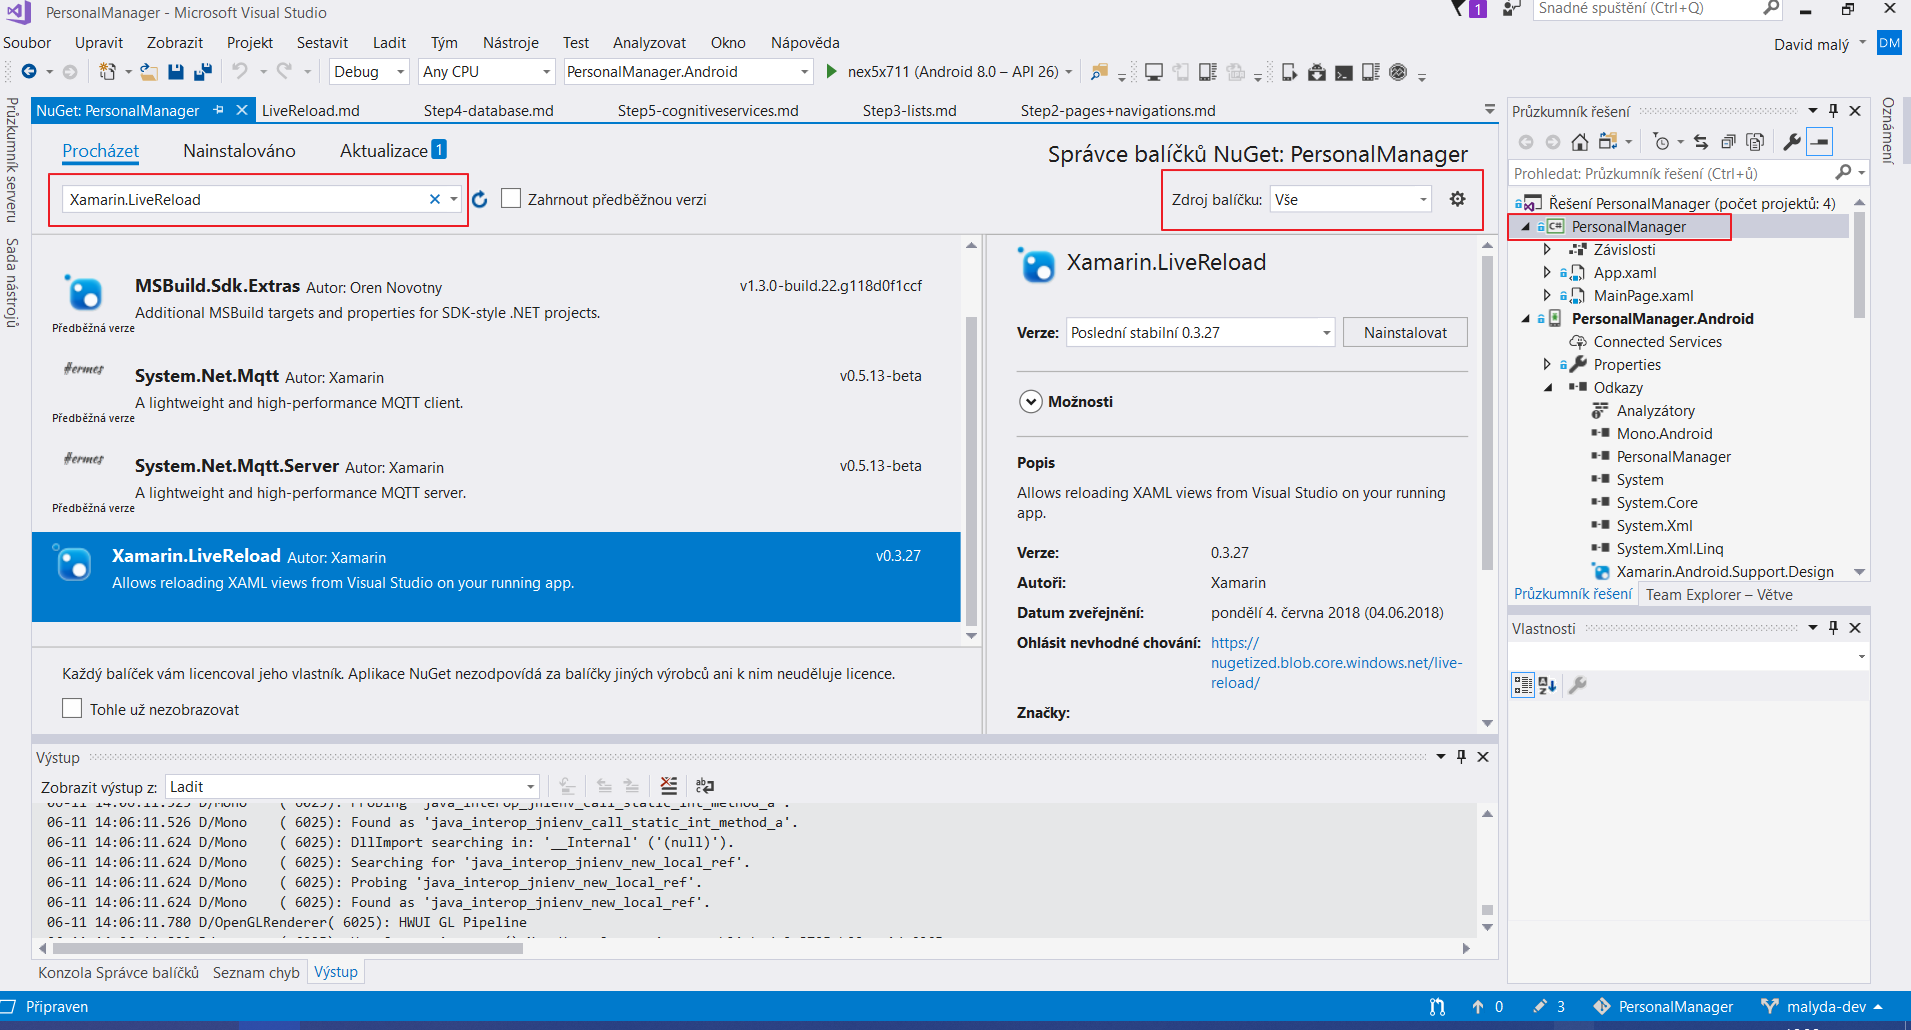 PersonalManager - Microsoft Visual Studio
1
Snadné spuštění (Ctrl+Q)
Soubor Upravit Zobrazit Projekt Sestavit Ladit Tým Nástroje Test Analyzovat Okno Nápověda
David malý DM
Debug Any CPU PersonalManager.Android nex5x711 (Android 8.0 – API 26)
Průzkumník serveru
Sada nástrojů
NuGet: PersonalManager LiveReload.md Step4-database.md Step5-cognitiveservices.md Step3-lists.md Step2-pages+navigations.md
Procházet Nainstalováno Aktualizace 1
Správce balíčků NuGet: PersonalManager
Xamarin.LiveReload
Zahrnout předběžnou verzi
Zdroj balíčku: Vše
MSBuild.Sdk.Extras Autor: Oren Novotny v1.3.0-build.22.g118d0f1ccf
Additional MSBuild targets and properties for SDK-style .NET projects.
Předběžná verze
Hermes
System.Net.Mqtt Autor: Xamarin v0.5.13-beta
A lightweight and high-performance MQTT client.
Předběžná verze
Hermes
System.Net.Mqtt.Server Autor: Xamarin v0.5.13-beta
A lightweight and high-performance MQTT server.
Předběžná verze
Xamarin.LiveReload Autor: Xamarin v0.3.27
Allows reloading XAML views from Visual Studio on your running app.
Každý balíček vám licencoval jeho vlastník. Aplikace NuGet nezodpovídá za balíčky jiných výrobců ani k nim neuděluje licence.
Tohle už nezobrazovat
Xamarin.LiveReload
Verze: Poslední stabilní 0.3.27 Nainstalovat
Možnosti
Popis
Allows reloading XAML views from Visual Studio on your running
app.
Verze: 0.3.27
Autoři: Xamarin
Datum zveřejnění: pondělí 4. června 2018 (04.06.2018)
Ohlásit nevhodné chování: https://
nugetized.blob.core.windows.net/live-
reload/
Značky:
Výstup
Zobrazit výstup z: Ladit
06-11 14:06:11.525 D/Mono ( 6025): Probing 'java_interop_jnienv_call_static_int_method_a'.
06-11 14:06:11.526 D/Mono ( 6025): Found as 'java_interop_jnienv_call_static_int_method_a'.
06-11 14:06:11.624 D/Mono ( 6025): DllImport searching in: '__Internal' ('(null)').
06-11 14:06:11.624 D/Mono ( 6025): Searching for 'java_interop_jnienv_new_local_ref'.
06-11 14:06:11.624 D/Mono ( 6025): Probing 'java_interop_jnienv_new_local_ref'.
06-11 14:06:11.624 D/Mono ( 6025): Found as 'java_interop_jnienv_new_local_ref'.
06-11 14:06:11.780 D/OpenGLRenderer( 6025): HWUI GL Pipeline
Konzola Správce balíčků Seznam chyb Výstup
Průzkumník řešení
Prohledat: Průzkumník řešení (Ctrl+ů)
Řešení PersonalManager (počet projektů: 4)
C# PersonalManager
Závislosti
App.xaml
MainPage.xaml
PersonalManager.Android
Connected Services
Properties
Odkazy
Analyzátory
Mono.Android
PersonalManager
System
System.Core
System.Xml
System.Xml.Linq
Xamarin.Android.Support.Design
Průzkumník řešení Team Explorer – Větve
Vlastnosti
Oznámení
Připraven
0 3 PersonalManager malyda-dev